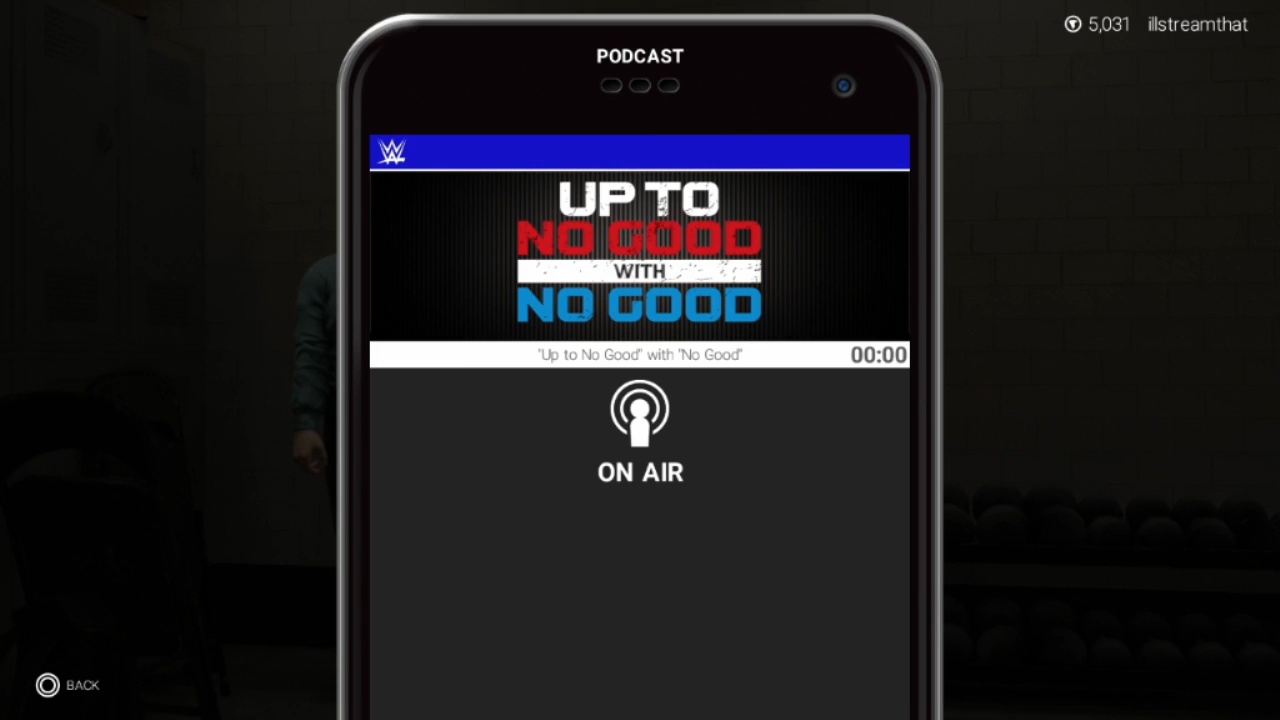 5,031 illstreamthat
PODCAST
W
UP TO
NO GOOD
WITH
NO GOOD
"Up to No Good" with "No Good"
00:00
ON AIR
BACK